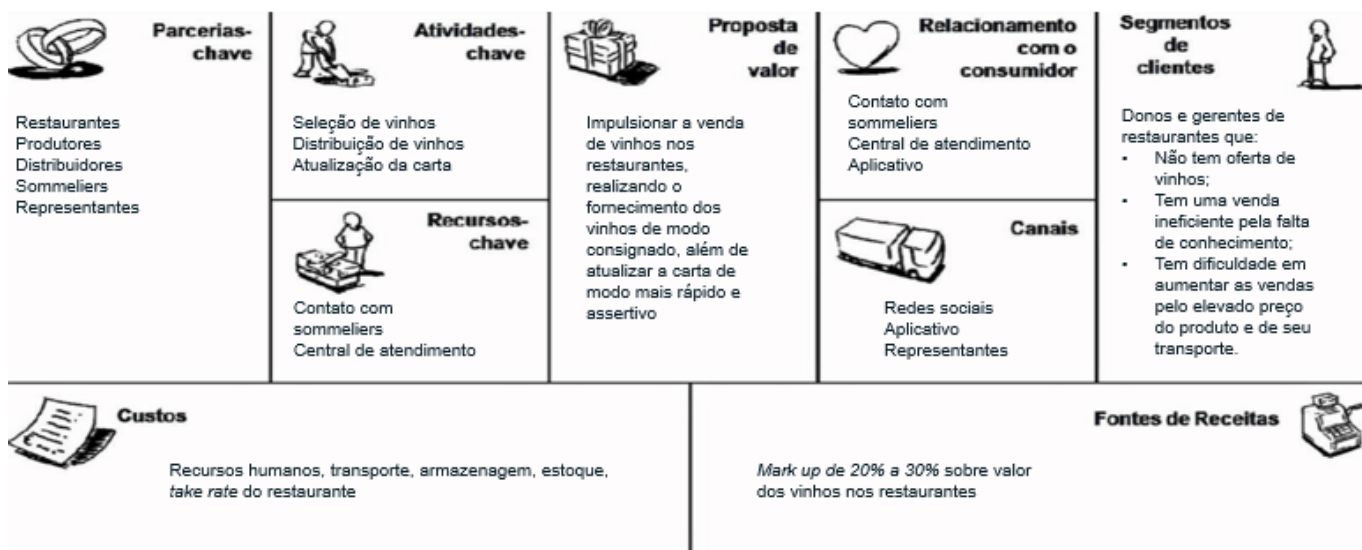 Parcerias-
chave
Restaurantes
Produtores
Distribuidores
Sommeliers
Representantes
Atividades-
chave
Seleção de vinhos
Distribuição de vinhos
Atualização da carta
Recursos-
chave
Contato com
sommeliers
Central de atendimento
Proposta
de
valor
Impulsionar a venda
de vinhos nos
restaurantes,
realizando o
fornecimento dos
vinhos de modo
consignado, além de
atualizar a carta de
modo mais rápido e
assertivo
Relacionamento
com o
consumidor
Contato com
sommeliers
Central de atendimento
Aplicativo
Canais
Redes sociais
Aplicativo
Representantes
Segmentos
de
clientes
Donos e gerentes de
restaurantes que:
▪ Não tem oferta de
vinhos;
▪ Tem uma venda
ineficiente pela falta
de conhecimento;
▪ Tem dificuldade em
aumentar as vendas
pelo elevado preço
do produto e de seu
transporte.
Custos
Recursos humanos, transporte, armazenagem, estoque,
take rate do restaurante
Fontes de Receitas
Mark up de 20% a 30% sobre valor
dos vinhos nos restaurantes